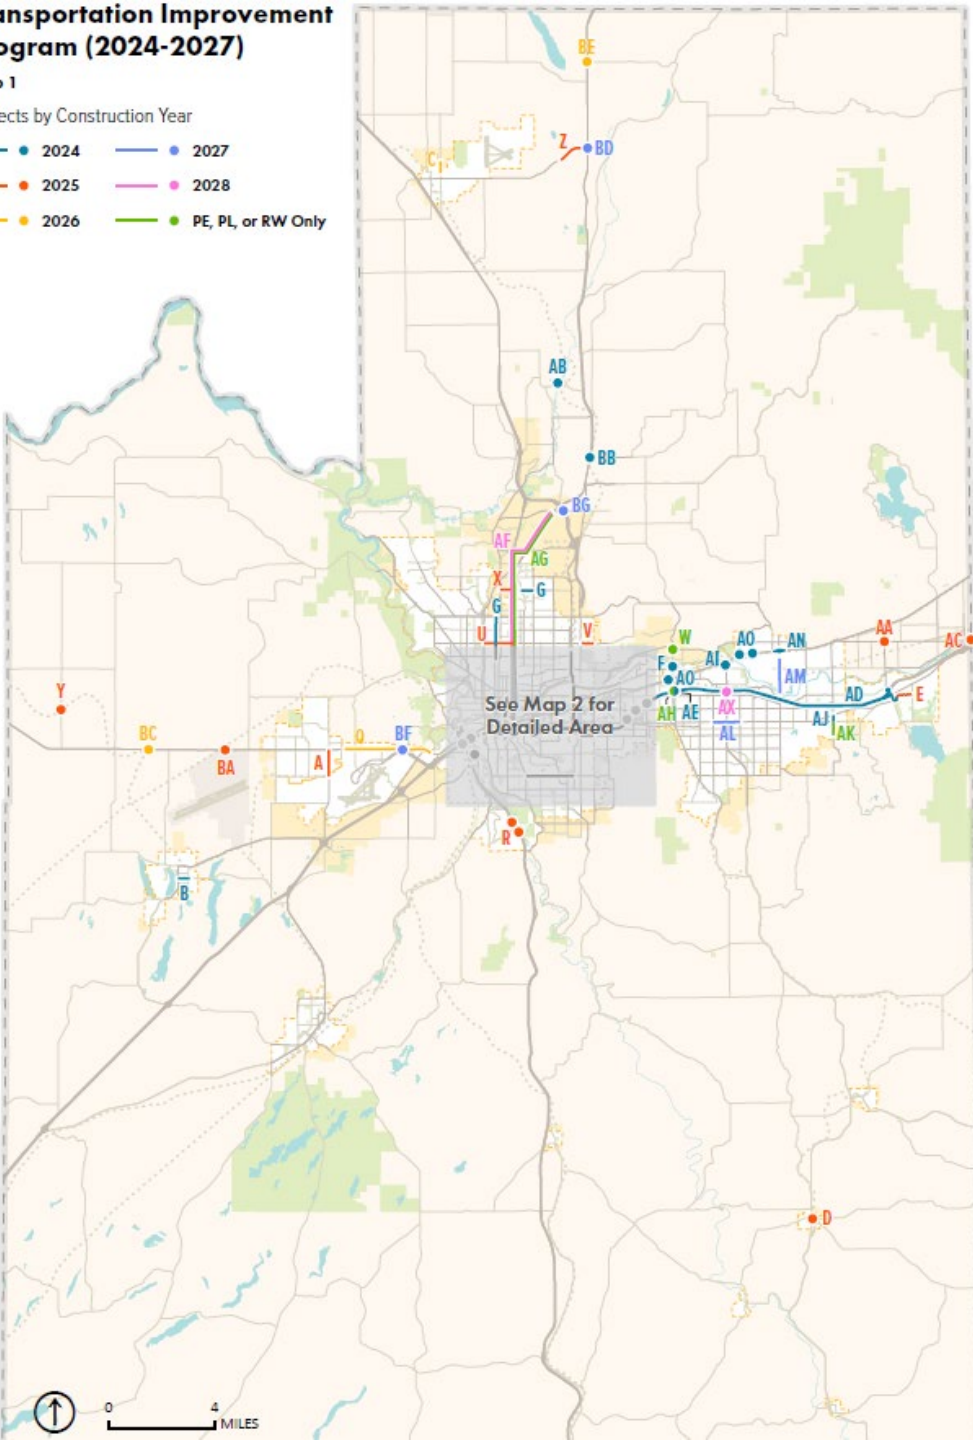 ansportation Improvement
ogram (2024-2027)
1
ects by Construction Year
2024
2027
2025
2028
2026
PE, PL, or RW Only
BE
Z
BD
C
AB
BB
BG
AF
AG
X
G
G
U
V
W
F
AO
AI
AO
AN
AA
AC
AM
See Map 2 for
Detailed Area
AH
AE
AX
AL
AD
E
AJ
AK
Y
BC
BA
A
Q
BF
R
B
D
0
4
MILES